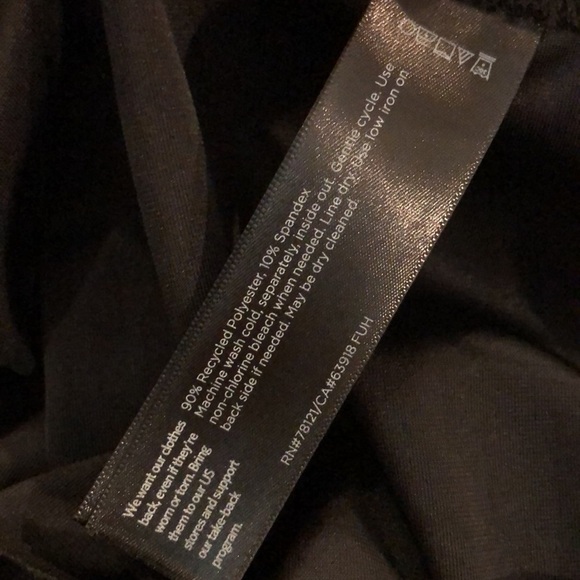 90% Recycled Polyester, 10% Spandex
Machine wash cold, separately, inside out. Gentle cycle. Use
non-chlorine bleach when needed. Line dry. Use low iron on
back side if needed. May be dry cleaned.
RN#78121/CA#63918 FUH
We want our clothes
back, even if they're
worn or torn. Bring
them to our US
stores and support
our take-back
program.